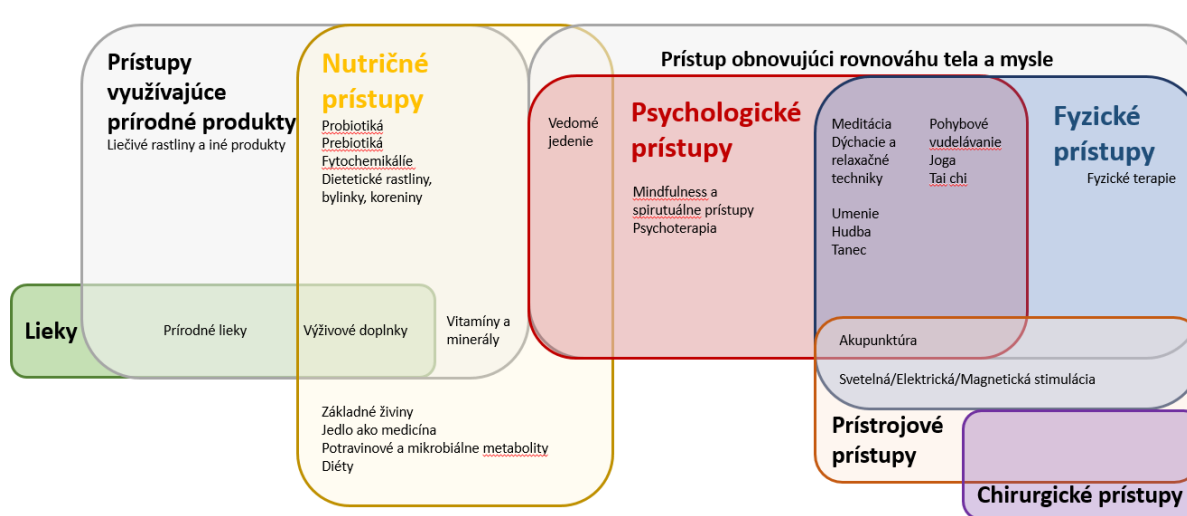 Prístupy
využívajúce
prírodné produkty
Liečivé rastliny a iné produkty
Nutričné
prístupy
Probiotiká
Prebiotiká
Fytochemikálíe
Dietetické rastliny,
bylinky, koreniny
Prístup obnovujúci rovnováhu tela a mysle
Vedomé
jedenie
Psychologické
prístupy
Mindfulness a
spirutuálne prístupy
Psychoterapia
Meditácia
Dýchacie a
relaxačné
techniky
Umenie
Hudba
Tanec
Pohybové
vudelávanie
Joga
Tai chi
Fyzické
prístupy
Fyzické terapie
Lieky
Prírodné lieky
Výživové doplnky
Vitamíny a
minerály
Akupunktúra
Svetelná/Elektrická/Magnetická stimulácia
Základné živiny
Jedlo ako medicína
Potravinové a mikrobiálne metabolity
Diéty
Prístrojové
prístupy
Chirurgické prístupy